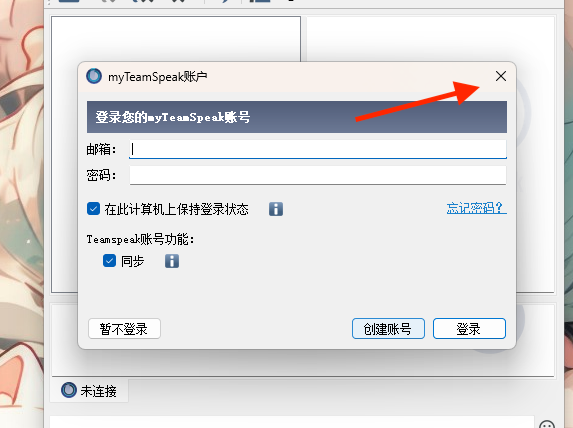 myTeamSpeak账户
登录您的myTeamSpeak账号
邮箱：
密码：
在此计算机上保持登录状态
忘记密码？
Teamspeak账号功能：
同步
暂不登录
创建账号
登录
未连接